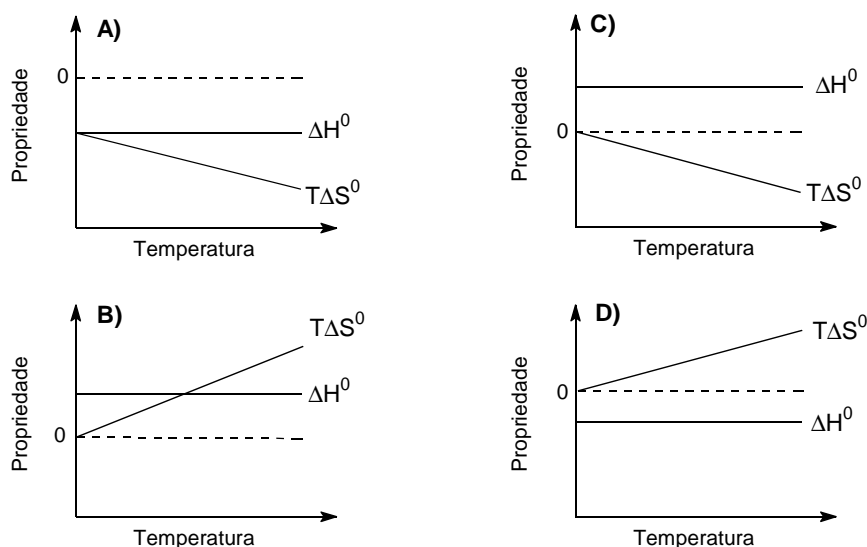 A)
Propriedade
0
ΔH⁰
TΔS⁰
Temperatura
C)
Propriedade
0
ΔH⁰
TΔS⁰
Temperatura
B)
Propriedade
TΔS⁰
ΔH⁰
0
Temperatura
D)
Propriedade
TΔS⁰
0
ΔH⁰
Temperatura